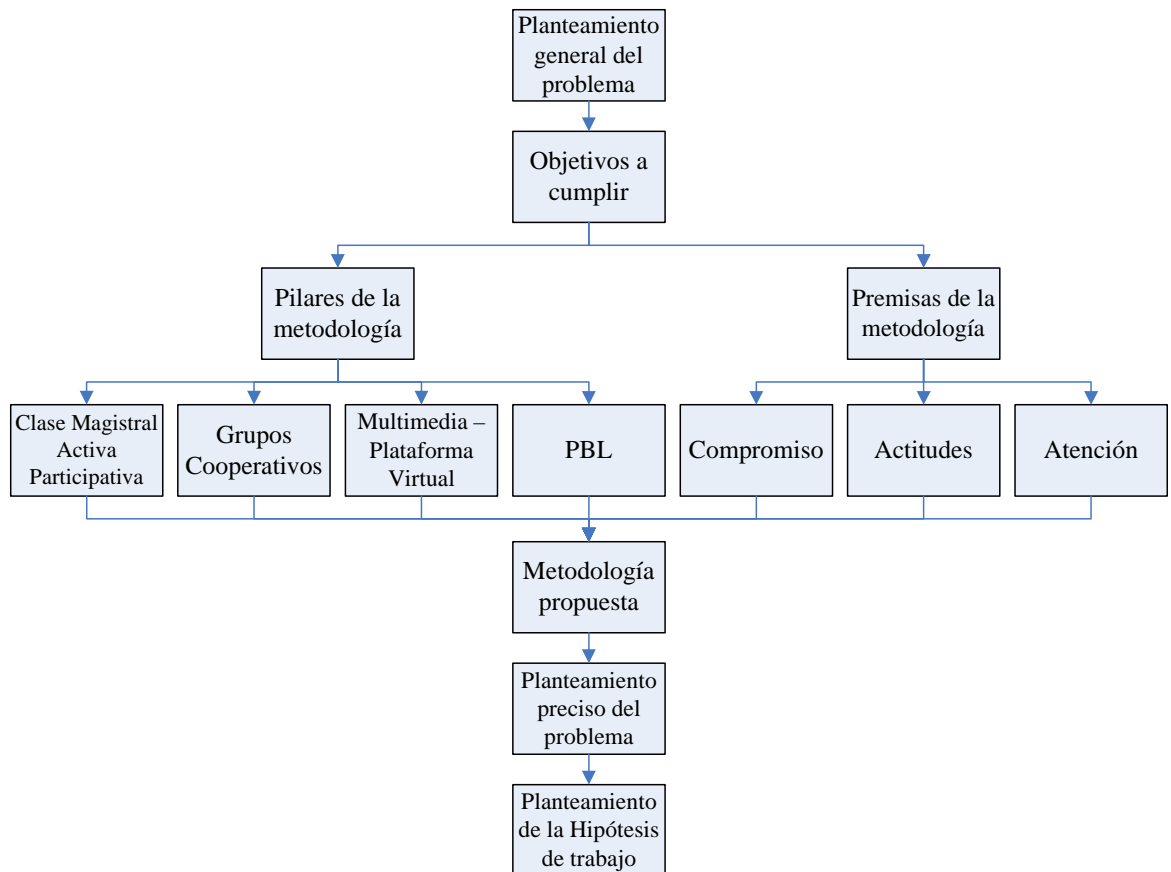 Planteamiento
general del
problema
Objetivos a
cumplir
Pilares de la
metodología
Premisas de la
metodología
Clase Magistral
Activa
Participativa
Grupos
Cooperativos
Multimedia –
Plataforma
Virtual
PBL
Compromiso
Actitudes
Atención
Metodología
propuesta
Planteamiento
preciso del
problema
Planteamiento
de la Hipótesis
de trabajo